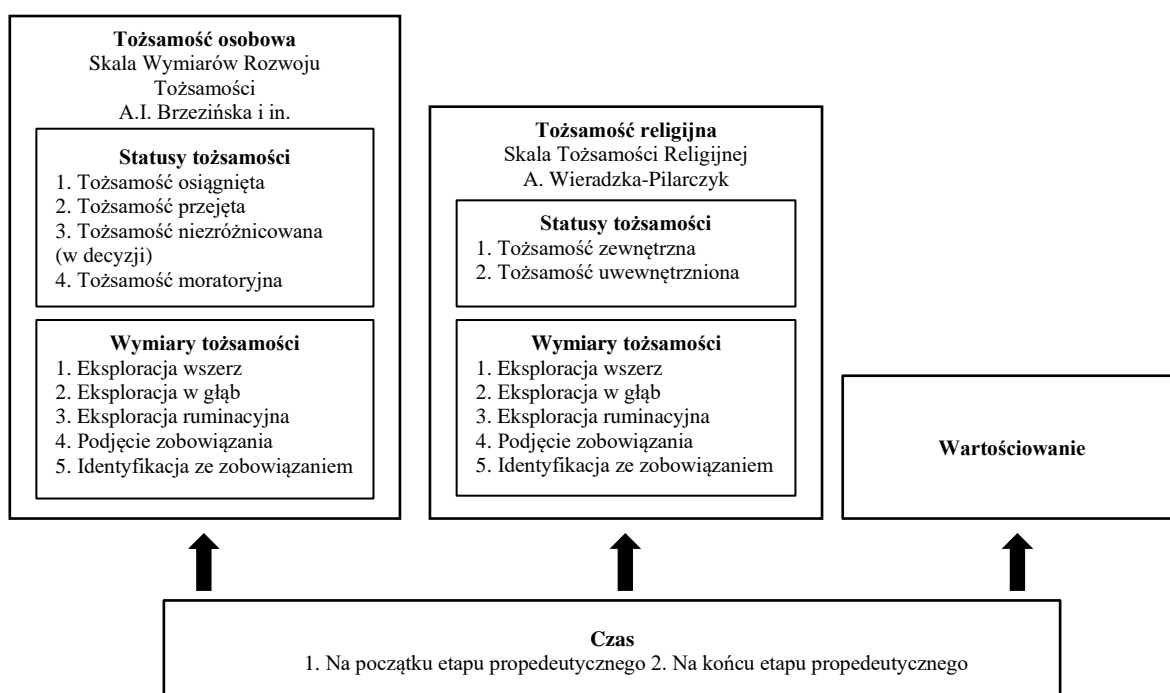 Tożsamość osobowa
Skala Wymiarów Rozwoju
Tożsamości
A.I. Brzezińska i in.
Statusy tożsamości
1. Tożsamość osiągnięta
2. Tożsamość przejęta
3. Tożsamość niezróżnicowana
(w decyzji)
4. Tożsamość moratoryjna
Wymiary tożsamości
1. Eksploracja wszerz
2. Eksploracja w głąb
3. Eksploracja ruminacyjna
4. Podjęcie zobowiązania
5. Identyfikacja ze zobowiązaniem
Tożsamość religijna
Skala Tożsamości Religijnej
A. Wieradzka-Pilarczyk
Statusy tożsamości
1. Tożsamość zewnętrzna
2. Tożsamość uwewnętrzniona
Wymiary tożsamości
1. Eksploracja wszerz
2. Eksploracja w głąb
3. Eksploracja ruminacyjna
4. Podjęcie zobowiązania
5. Identyfikacja ze zobowiązaniem
Wartościowanie
Czas
1. Na początku etapu propedeutycznego 2. Na końcu etapu propedeutycznego